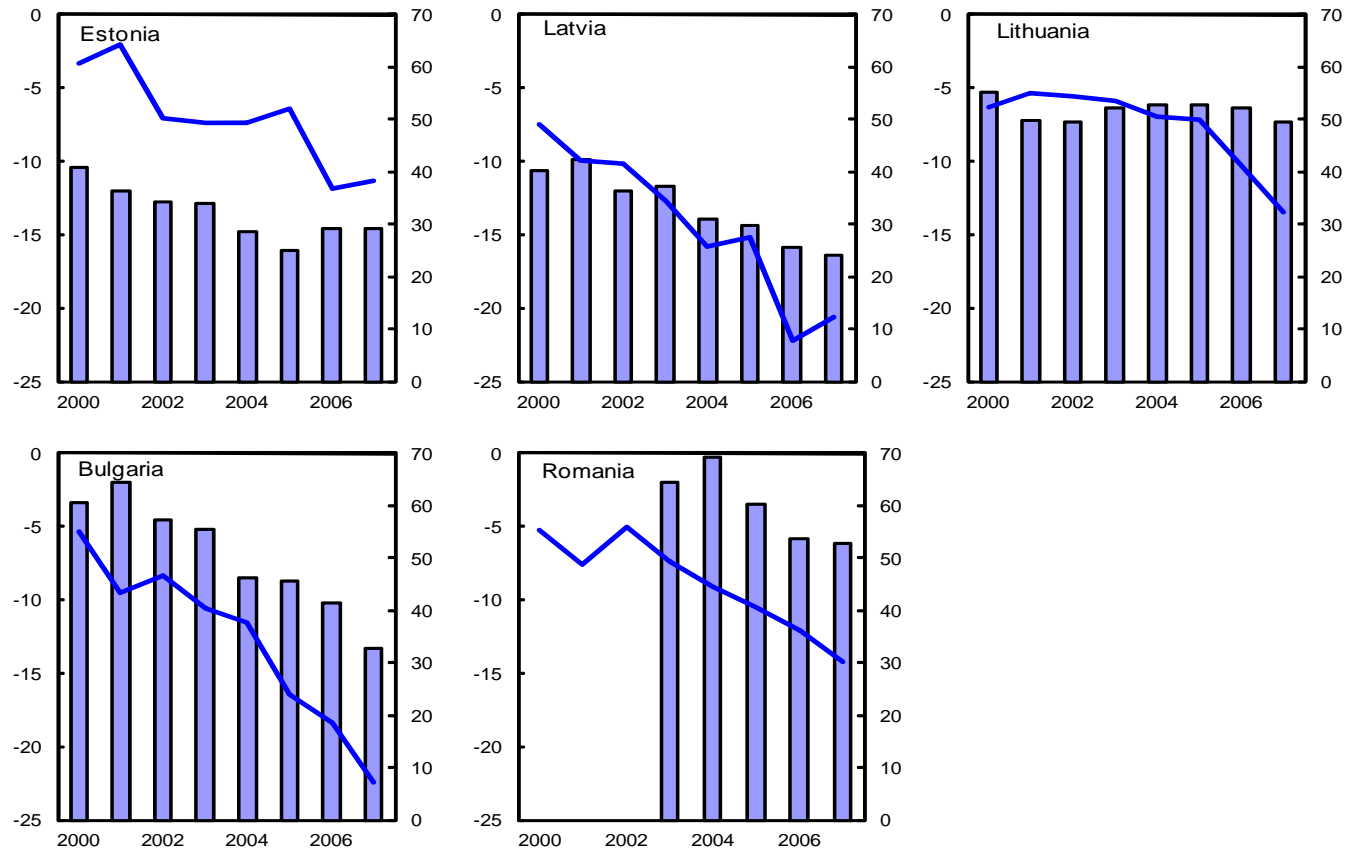 0 70 0 70 0 70
Estonia Latvia Lithuania
60 60 60
-5 -5 -5
50 50 50
-10 -10 -10
40 40 40
-15 30 -15 30 -15 30
20 20 20
-20 -20 -20
10 10 10
-25 0 -25 0 -25 0
2000 2002 2004 2006 2000 2002 2004 2006 2000 2002 2004 2006
0 70 0 70
Bulgaria Romania
60 60
-5 -5
50 50
-10 -10
40 40
-15 30 -15 30
20 20
-20 -20
10 10
-25 0 -25 0
2000 2002 2004 2006 2000 2002 2004 2006